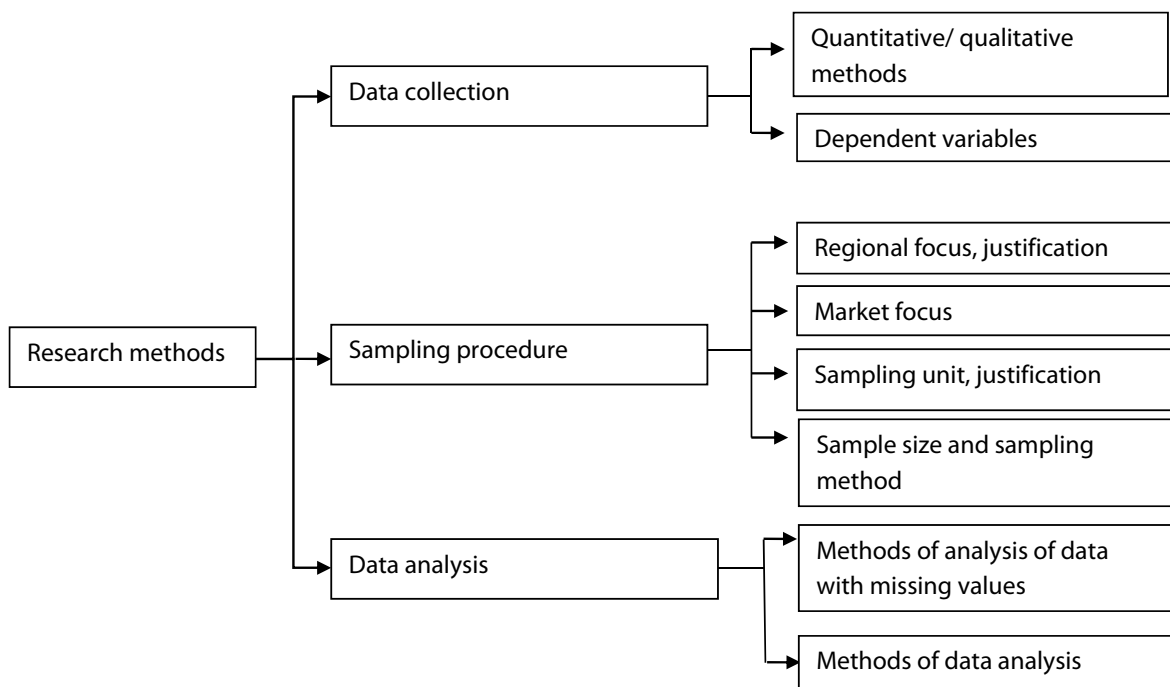 Quantitative/ qualitative
methods
Data collection
Dependent variables
Regional focus, justification
Market focus
Research methods
Sampling procedure
Sampling unit, justification
Sample size and sampling
method
Methods of analysis of data
with missing values
Data analysis
Methods of data analysis